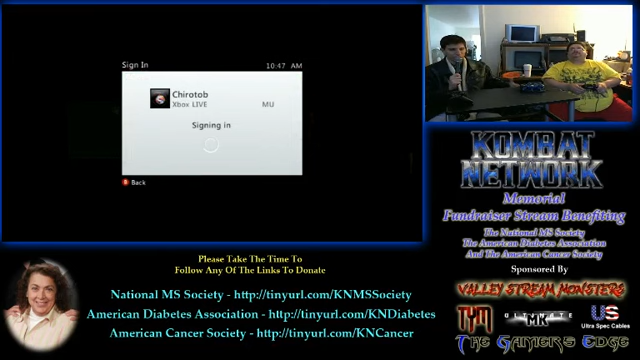 Sign In
10:47 AM
Chirotob
Xbox LIVE
MU
Signing in
B Back
KOMBAT
NETWORK
Memorial
Fundraiser Stream Benefiting
The National MS Society
The American Diabetes Association
And The American Cancer Society
Sponsored By
VALLEY STREAM MONSTERS
TYM
ULTIMATE
MK
US
Ultra Spec Cables
THE GAMER'S EDGE
Please Take The Time To
Follow Any Of The Links To Donate
National MS Society - http://tinyurl.com/KNMSSociety
American Diabetes Association - http://tinyurl.com/KNDiabetes
American Cancer Society - http://tinyurl.com/KNCancer